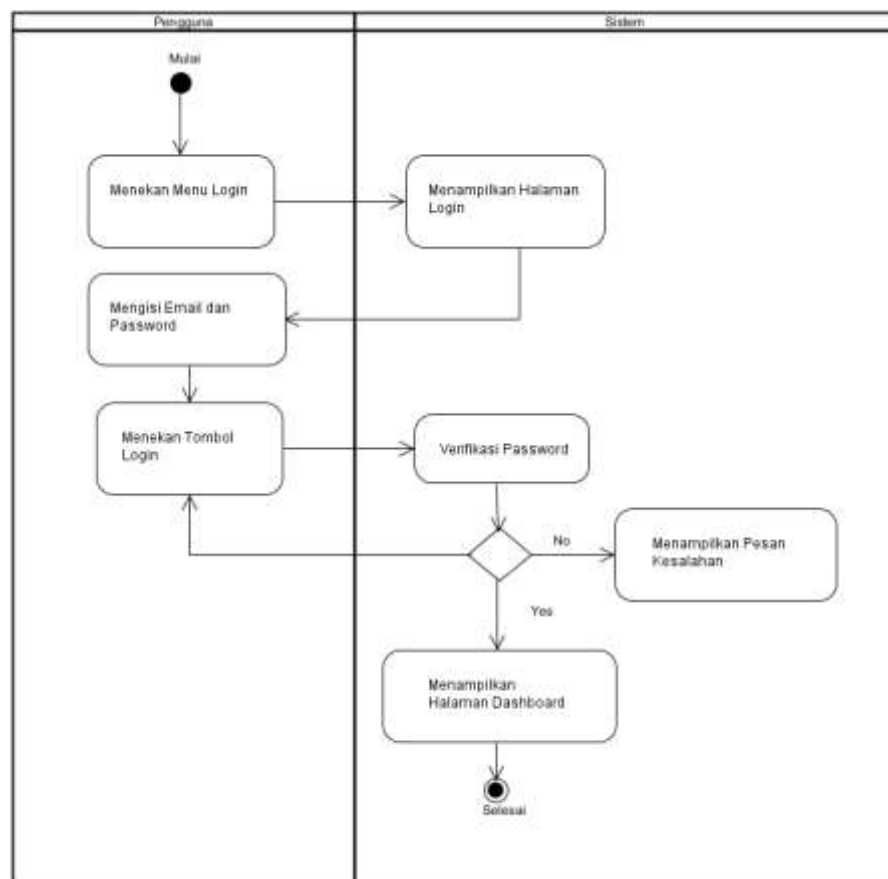 Pengguna
Sistem
Mulai
Menekan Menu Login
Menampilkan Halaman
Login
Mengisi Email dan
Password
Menekan Tombol
Login
Verifikasi Password
No
Menampilkan Pesan
Kesalahan
Yes
Menampilkan
Halaman Dashboard
Selesai